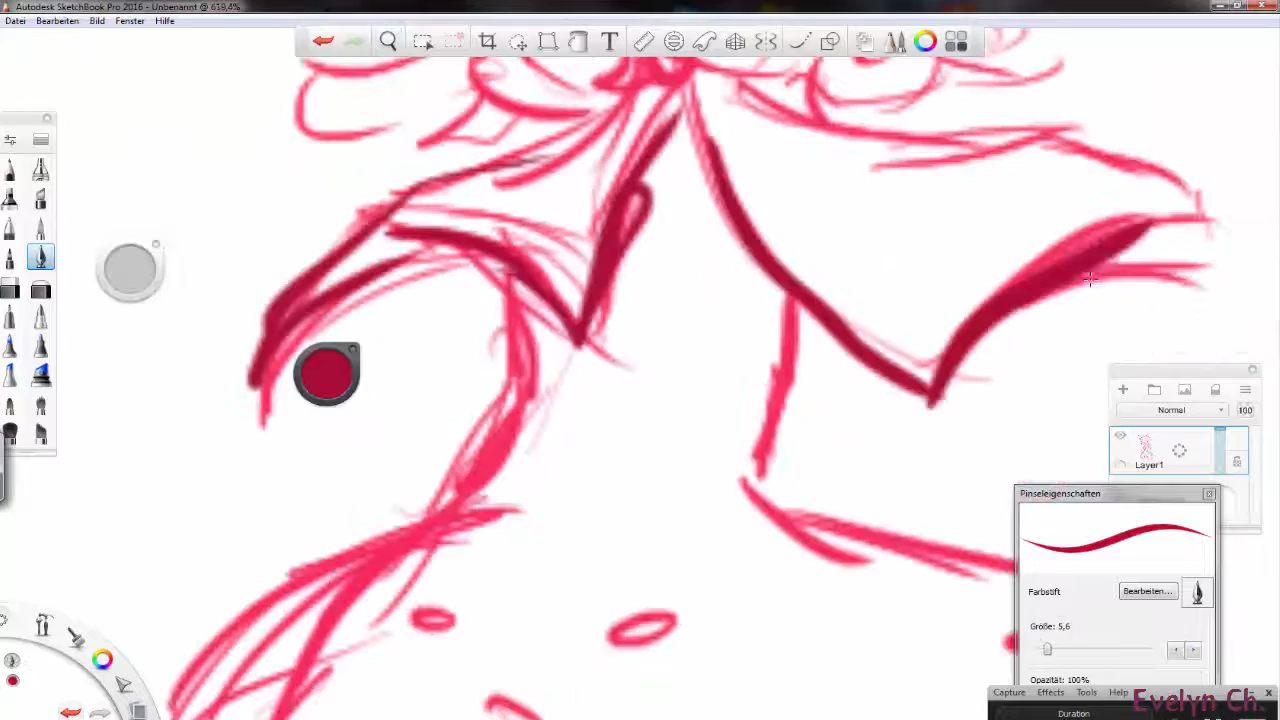 Autodesk SketchBook Pro 2016 - Unbenannt @ 619,4%
Datei Bearbeiten Bild Fenster Hilfe
T
Normal 100
Layer1
Pinseleigenschaften
Farbstift Bearbeiten...
Größe: 5,6
Opazität: 100%
Capture Effects Tools Help
Evelyn Ch.
Duration